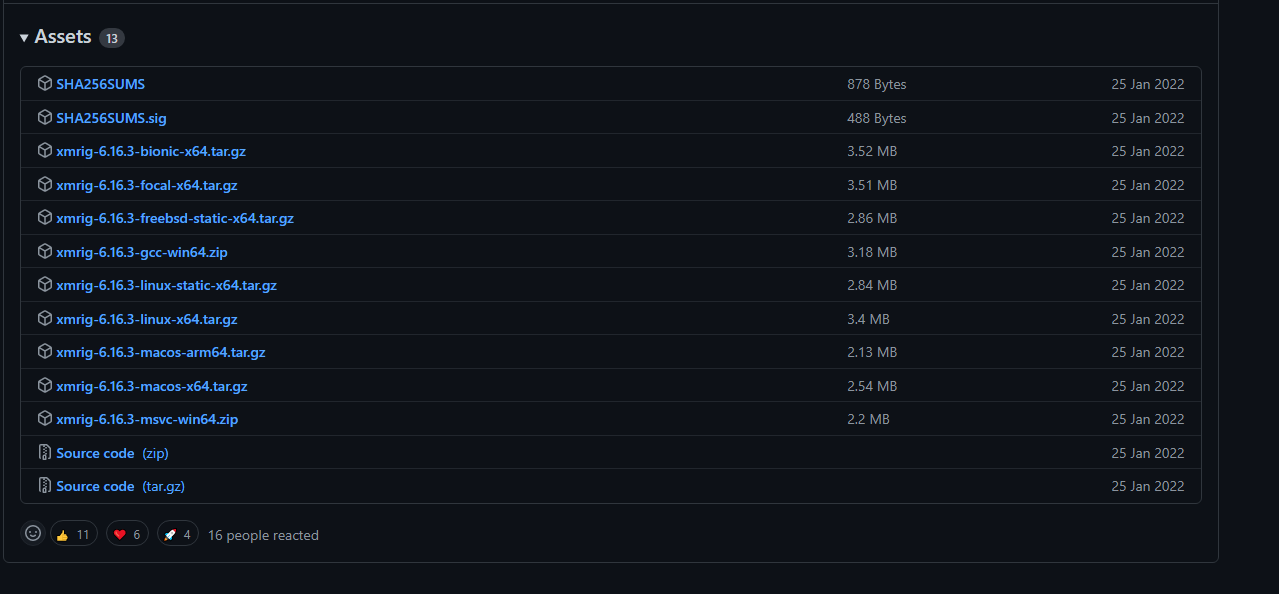 Assets 13
SHA256SUMS 878 Bytes 25 Jan 2022
SHA256SUMS.sig 488 Bytes 25 Jan 2022
xmrig-6.16.3-bionic-x64.tar.gz 3.52 MB 25 Jan 2022
xmrig-6.16.3-focal-x64.tar.gz 3.51 MB 25 Jan 2022
xmrig-6.16.3-freebsd-static-x64.tar.gz 2.86 MB 25 Jan 2022
xmrig-6.16.3-gcc-win64.zip 3.18 MB 25 Jan 2022
xmrig-6.16.3-linux-static-x64.tar.gz 2.84 MB 25 Jan 2022
xmrig-6.16.3-linux-x64.tar.gz 3.4 MB 25 Jan 2022
xmrig-6.16.3-macos-arm64.tar.gz 2.13 MB 25 Jan 2022
xmrig-6.16.3-macos-x64.tar.gz 2.54 MB 25 Jan 2022
xmrig-6.16.3-msvc-win64.zip 2.2 MB 25 Jan 2022
Source code (zip) 25 Jan 2022
Source code (tar.gz) 25 Jan 2022
11 6 4 16 people reacted